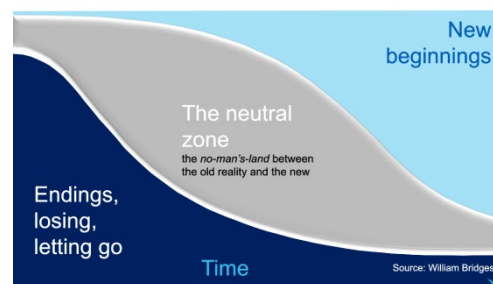 New
beginnings
The neutral
zone
the no-man's-land between
the old reality and the new
Endings,
losing,
letting go
Time
Source: William Bridges